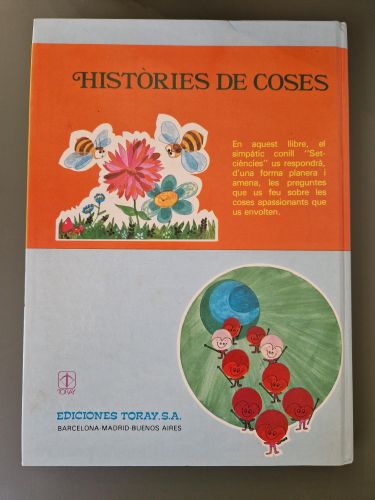 HISTÒRIES DE COSES
En aquest llibre, el
simpàtic conill "Set-
ciències" us respondrà,
d'una forma planera i
amena, les preguntes
que us feu sobre les
coses apassionants que
us envolten.
TORAY
EDICIONES TORAY, S.A.
BARCELONA-MADRID-BUENOS AIRES